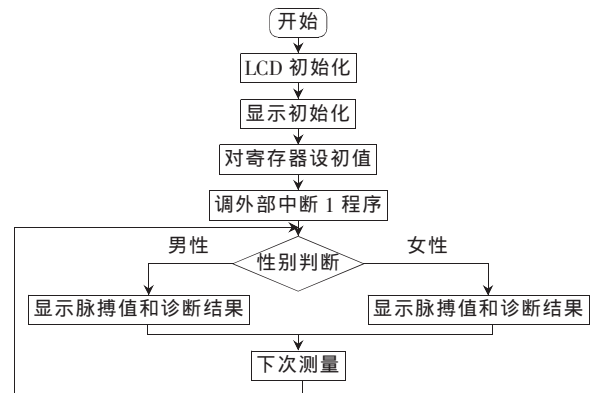 开始
LCD 初始化
显示初始化
对寄存器设初值
调外部中断 1 程序
男性
女性
性别判断
显示脉搏值和诊断结果
显示脉搏值和诊断结果
下次测量